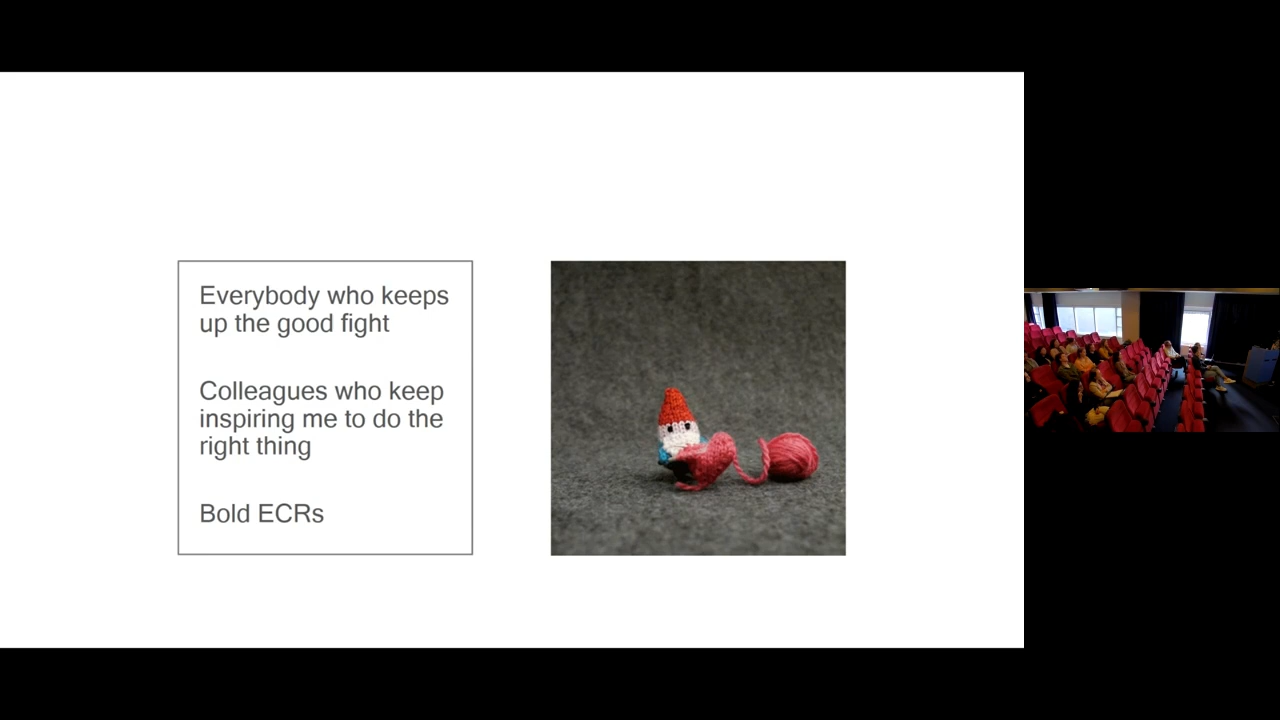 Everybody who keeps
up the good fight
Colleagues who keep
inspiring me to do the
right thing
Bold ECRs